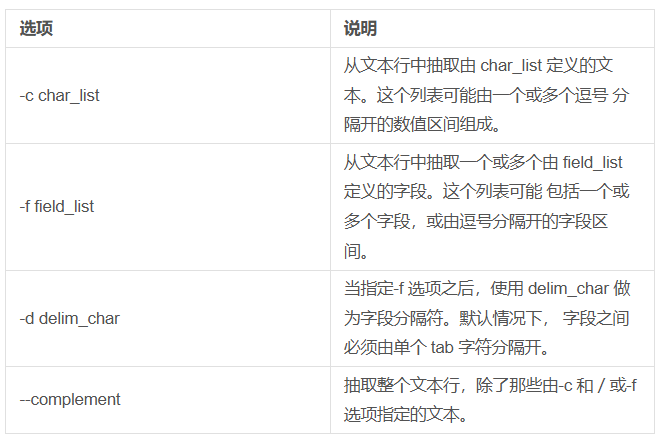 选项
说明
-c char_list
从文本行中抽取由 char_list 定义的文
本。这个列表可能由一个或多个逗号 分
隔开的数值区间组成。
-f field_list
从文本行中抽取一个或多个由 field_list
定义的字段。这个列表可能 包括一个或
多个字段，或由逗号分隔开的字段区
间。
-d delim_char
当指定-f 选项之后，使用 delim_char 做
为字段分隔符。默认情况下， 字段之间
必须由单个 tab 字符分隔开。
--complement
抽取整个文本行，除了那些由-c 和 / 或-f
选项指定的文本。